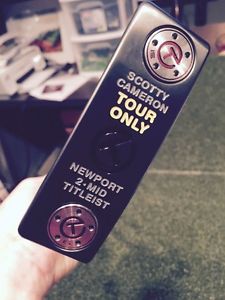 SCOTTY
CAMERON
TOUR
ONLY
NEWPORT
2·MID
TITLEIST